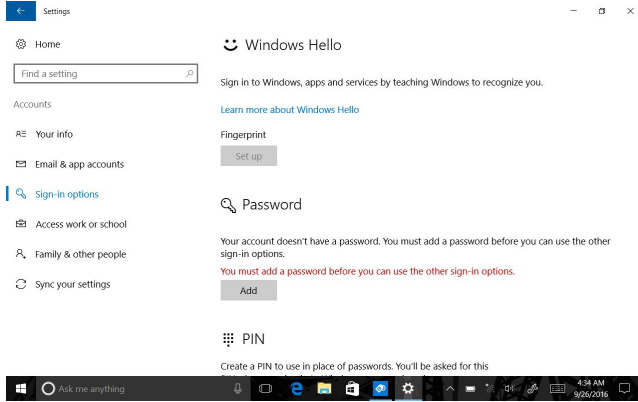 Settings
Home
Find a setting
Accounts
Your info
Email & app accounts
Sign-in options
Access work or school
Family & other people
Sync your settings
Windows Hello
Sign in to Windows, apps and services by teaching Windows to recognize you.
Learn more about Windows Hello
Fingerprint
Set up
Password
Your account doesn't have a password. You must add a password before you can use the other
sign-in options.
You must add a password before you can use the other sign-in options.
Add
PIN
Create a PIN to use in place of passwords. You'll be asked for this
Ask me anything
4:34 AM
9/26/2016